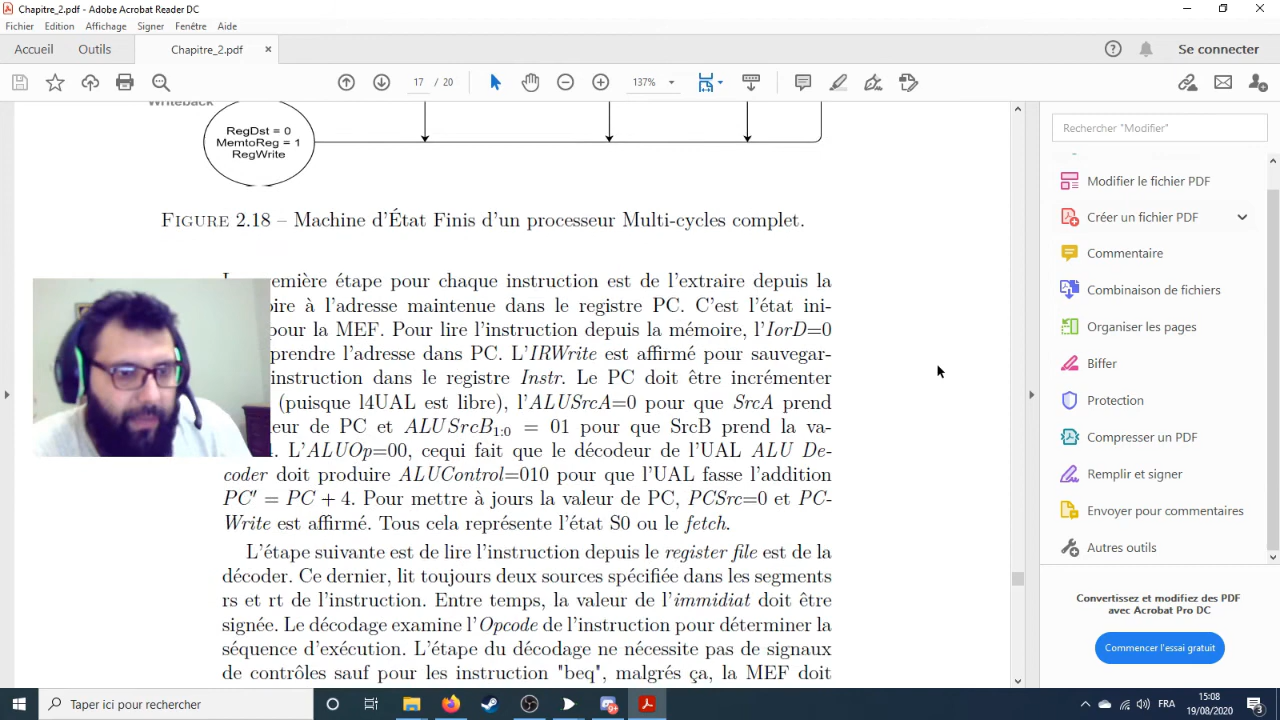 Chapitre_2.pdf - Adobe Acrobat Reader DC
Fichier Edition Affichage Signer Fenêtre Aide
Accueil Outils Chapitre_2.pdf × Se connecter
17 / 20 137%
Writeback
RegDst = 0
MemtoReg = 1
RegWrite
FIGURE 2.18 – Machine d'État Finis d'un processeur Multi-cycles complet.
étape pour chaque instruction est de l'extraire depuis la
à l'adresse maintenue dans le registre PC. C'est l'état ini-
pour la MEF. Pour lire l'instruction depuis la mémoire, l'IorD=0
prendre l'adresse dans PC. L'IRWrite est affirmé pour sauvegar-
instruction dans le registre Instr. Le PC doit être incrémenter
(puisque l4UAL est libre), l'ALUSrcA=0 pour que SrcA prend
de PC et ALUSrcB1:0 = 01 pour que SrcB prend la va-
L'ALUOp=00, cequi fait que le décodeur de l'UAL ALU De-
coder doit produire ALUControl=010 pour que l'UAL fasse l'addition
PC′ = PC + 4. Pour mettre à jours la valeur de PC, PCSrc=0 et PC-
Write est affirmé. Tous cela représente l'état S0 ou le fetch.
L'étape suivante est de lire l'instruction depuis le register file est de la
décoder. Ce dernier, lit toujours deux sources spécifiée dans les segments
rs et rt de l'instruction. Entre temps, la valeur de l'immidiat doit être
signée. Le décodage examine l'Opcode de l'instruction pour déterminer la
séquence d'exécution. L'étape du décodage ne nécessite pas de signaux
de contrôles sauf pour les instruction "beq", malgrés ça, la MEF doit
Rechercher "Modifier"
Modifier le fichier PDF
Créer un fichier PDF
Commentaire
Combinaison de fichiers
Organiser les pages
Biffer
Protection
Compresser un PDF
Remplir et signer
Envoyer pour commentaires
Autres outils
Convertissez et modifiez des PDF
avec Acrobat Pro DC
Commencer l'essai gratuit
Taper ici pour rechercher
FRA
15:08
19/08/2020